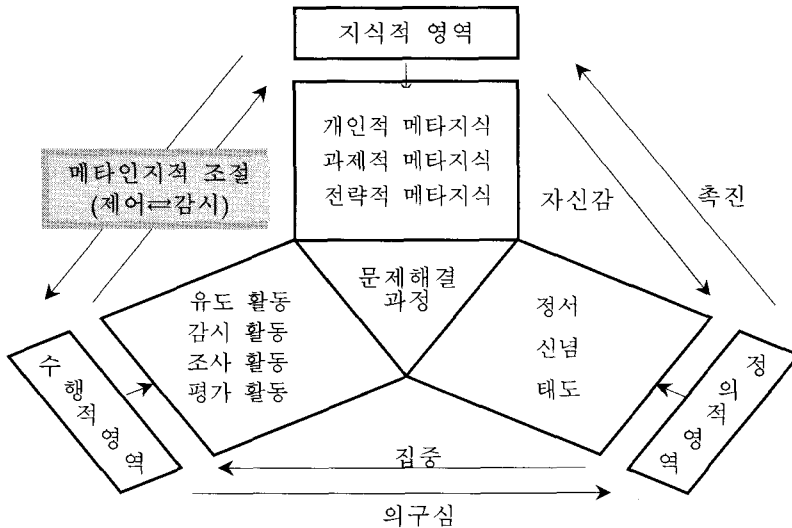 지식적 영역
개인적 메타지식
과제적 메타지식
전략적 메타지식
메타인지적 조절
(제어⇌감시)
자신감
촉진
문제해결
과정
유도 활동
감시 활동
조사 활동
평가 활동
정서
신념
태도
수행적영역
정의적영역
집중
의구심